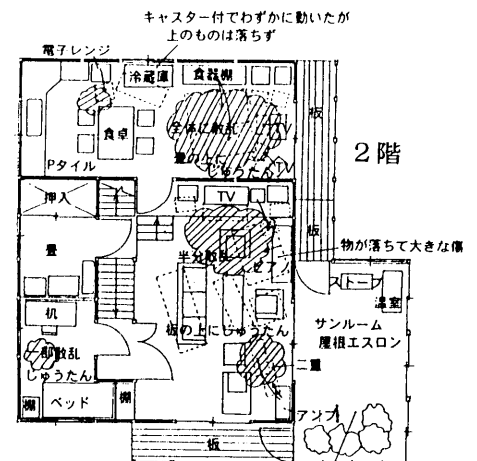 キャスター付でわずかに動いたが
上のものは落ちず
電子レンジ
冷蔵庫
食器棚
食卓
全体に散乱
TV
畳の上に
じゅうたん
TV
Pタイル
板
2階
押入
TV
板
畳
半分散乱
ピアノ
物が落ちて大きな傷
ストーブ
温室
机
板の上にじゅうたん
サンルーム
屋根エスロン
一部散乱
じゅうたん
二重
棚
ベッド
棚
アンプ
板